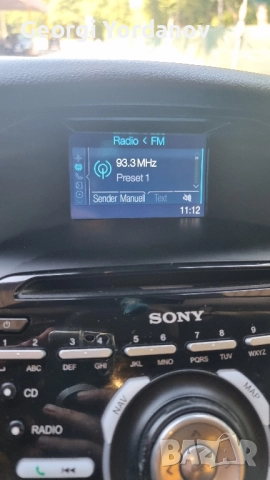 Georgi Yordanov
Radio < FM
93.3 MHz
Preset 1
Sender Manuell Text
11:12
SONY
1 2 3 4 5 6 7 8 9
ABC DEF GHI JKL MNO PQRS TUV WXYZ
CD
RADIO
NAV
MAP
BAZAR